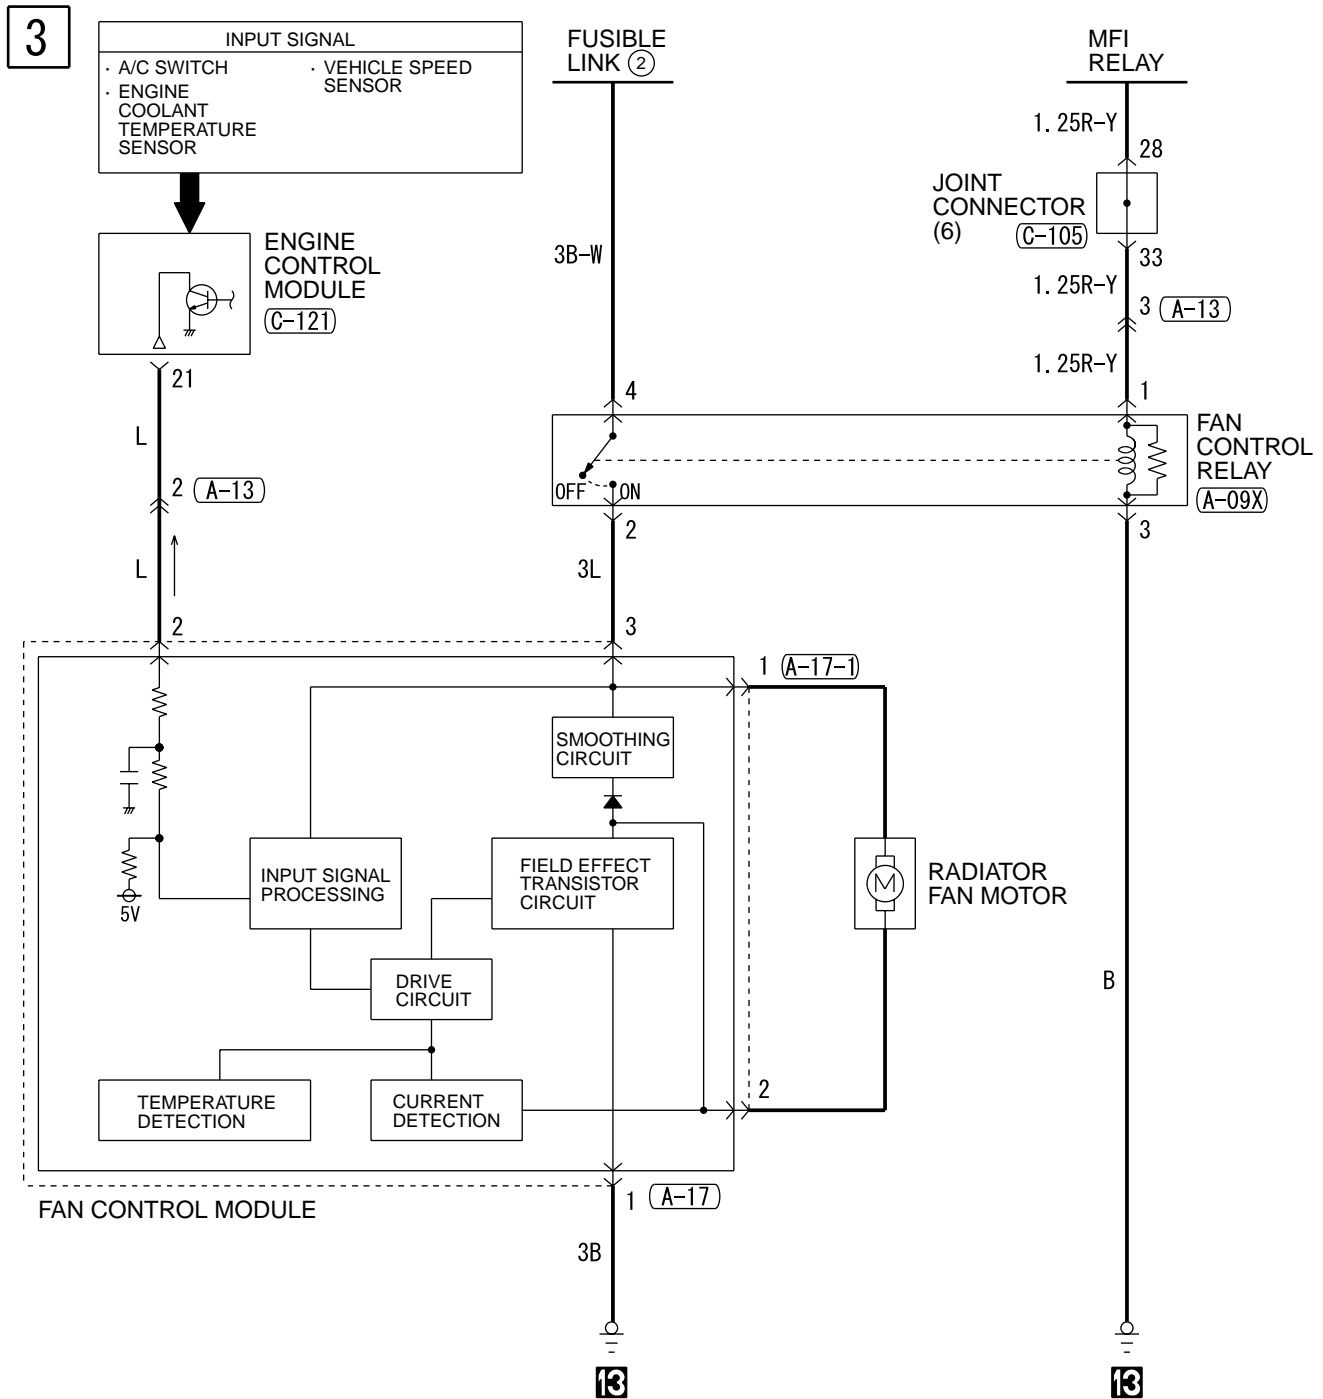 3
INPUT SIGNAL
· A/C SWITCH
· ENGINE
COOLANT
TEMPERATURE
SENSOR
· VEHICLE SPEED
SENSOR
FUSIBLE
LINK ②
MFI
RELAY
1.25R-Y
28
JOINT
CONNECTOR
(6)
C-105
33
1.25R-Y
3
A-13
1.25R-Y
1
ENGINE
CONTROL
MODULE
C-121
21
L
2
A-13
L
2
3B-W
4
OFF
ON
FAN
CONTROL
RELAY
A-09X
2
3
3L
3
1
A-17-1
SMOOTHING
CIRCUIT
INPUT SIGNAL
PROCESSING
FIELD EFFECT
TRANSISTOR
CIRCUIT
5V
M
RADIATOR
FAN MOTOR
DRIVE
CIRCUIT
B
TEMPERATURE
DETECTION
CURRENT
DETECTION
2
FAN CONTROL MODULE
1
A-17
3B
13
13